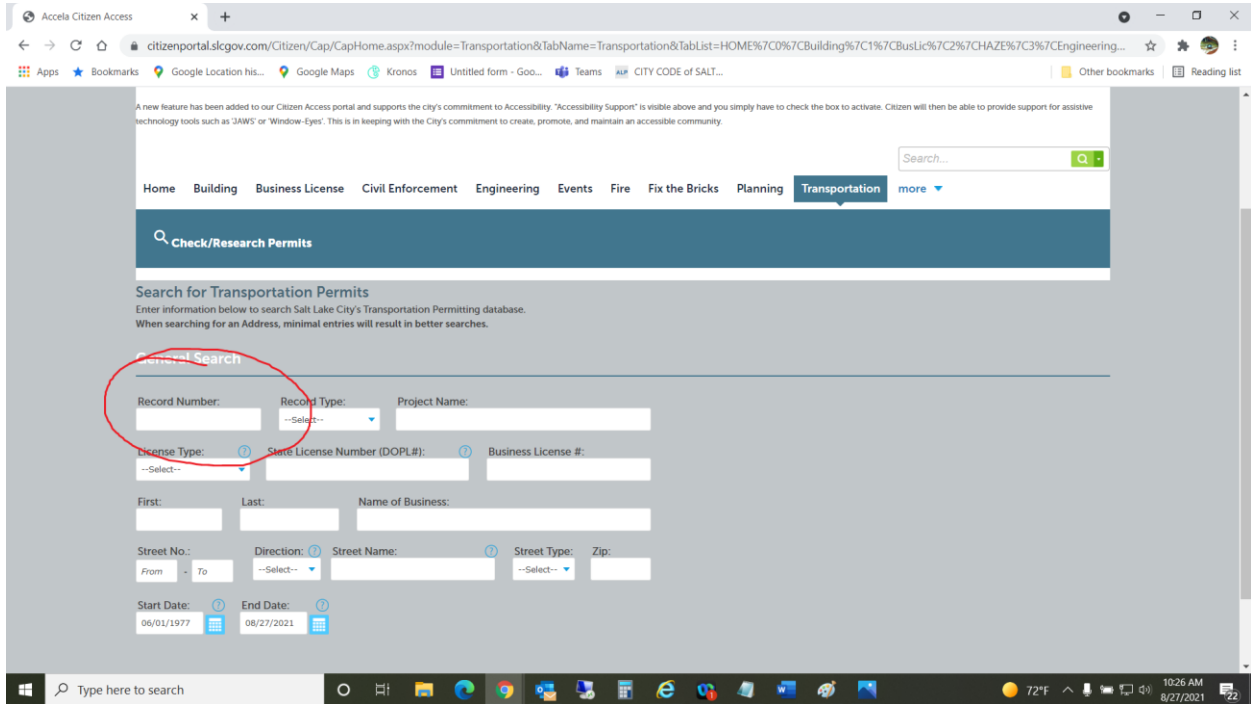 Accela Citizen Access
citizenportal.slcgov.com/Citizen/Cap/CapHome.aspx?module=Transportation&TabName=Transportation&TabList=HOME%7C0%7CBuilding%7C1%7CBusLic%7C2%7CHAZE%7C3%7CEngineering...
Apps Bookmarks Google Location his... Google Maps Kronos Untitled form - Goo... Teams ALP CITY CODE of SALT... Other bookmarks Reading list
A new feature has been added to our Citizen Access portal and supports the city's commitment to Accessibility. "Accessibility Support" is visible above and you simply have to check the box to activate. Citizen will then be able to provide support for assistive
technology tools such as 'JAWS' or 'Window-Eyes'. This is in keeping with the City's commitment to create, promote, and maintain an accessible community.
Search...
Home Building Business License Civil Enforcement Engineering Events Fire Fix the Bricks Planning Transportation more
Check/Research Permits
Search for Transportation Permits
Enter information below to search Salt Lake City's Transportation Permitting database.
When searching for an Address, minimal entries will result in better searches.
General Search
Record Number: Record Type: Project Name:
--Select--
License Type: ? State License Number (DOPL#): ? Business License #:
--Select--
First: Last: Name of Business:
Street No.: Direction: ? Street Name: ? Street Type: Zip:
From - To --Select-- --Select--
Start Date: ? End Date: ?
06/01/1977 08/27/2021
Type here to search 72°F 10:26 AM
8/27/2021 22